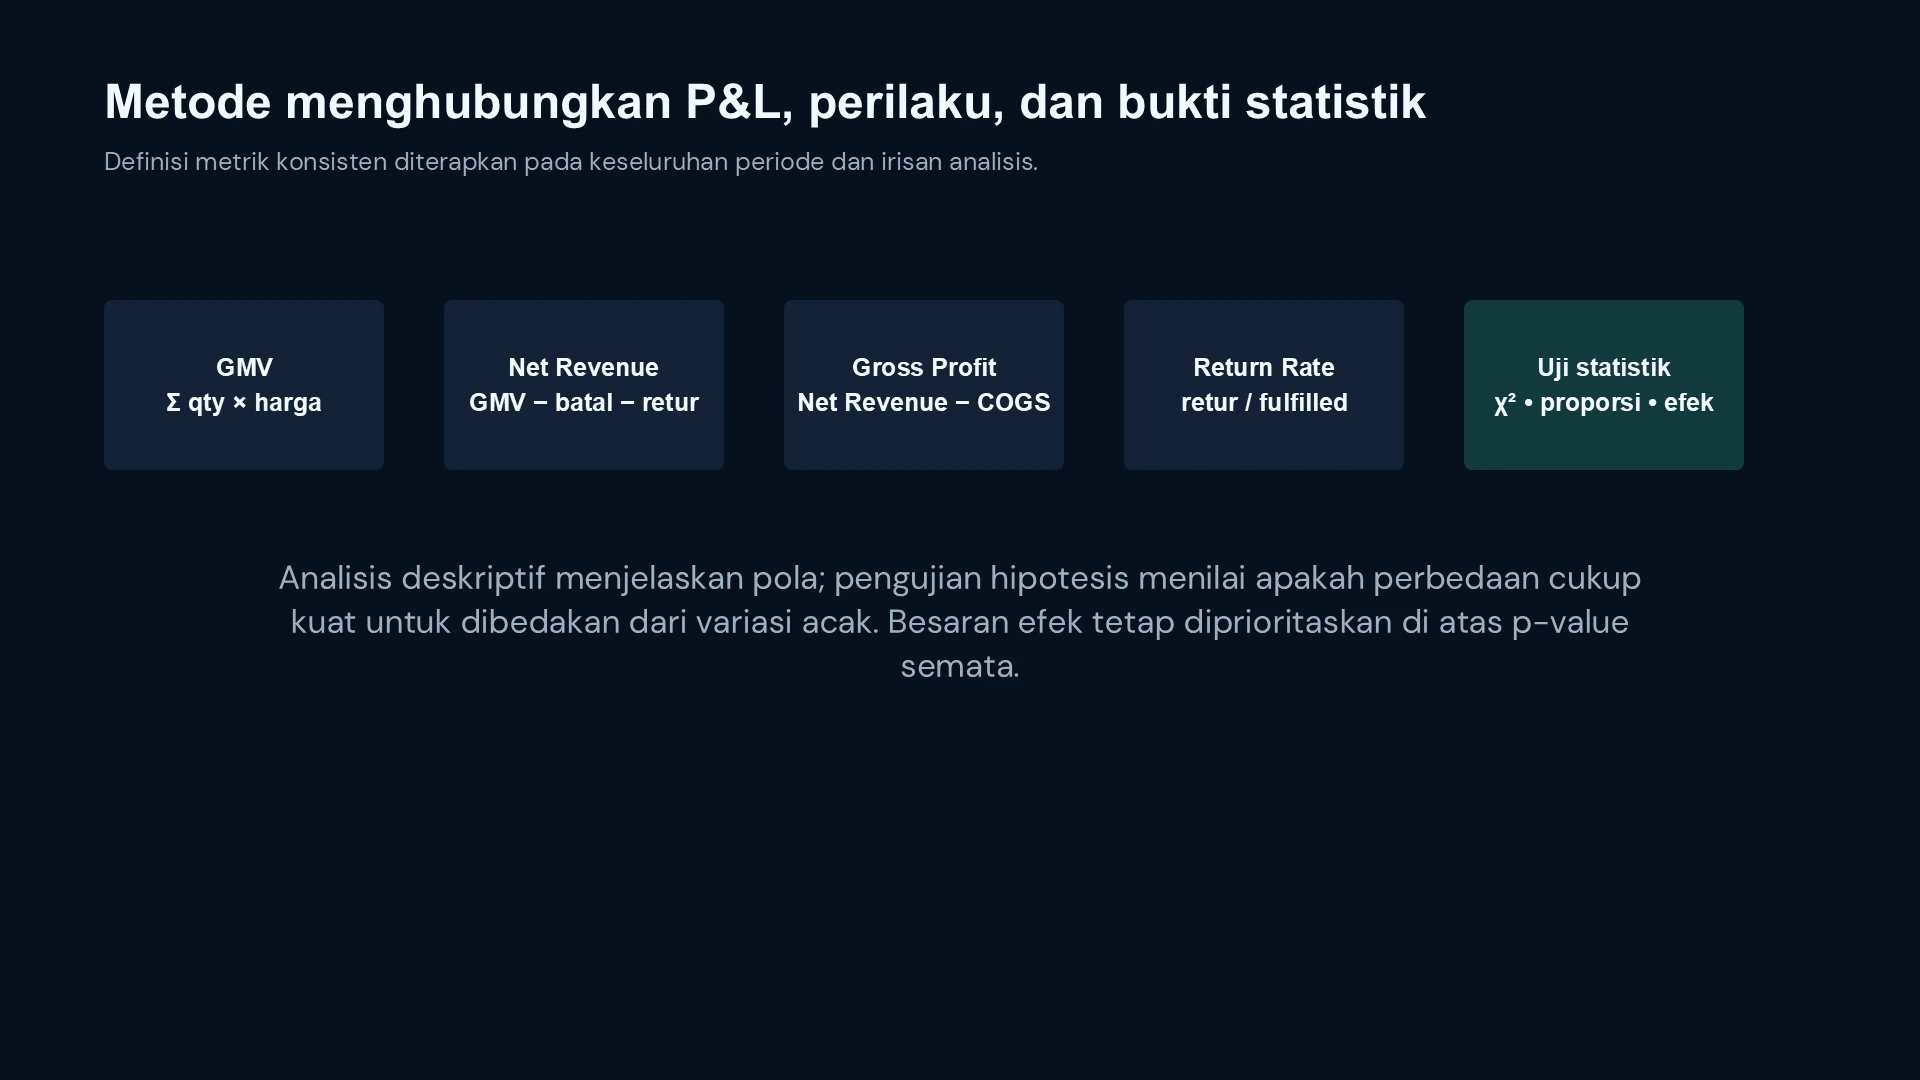 Metode menghubungkan P&L, perilaku, dan bukti statistik
Definisi metrik konsisten diterapkan pada keseluruhan periode dan irisan analisis.
GMV
Σ qty × harga
Net Revenue
GMV − batal − retur
Gross Profit
Net Revenue − COGS
Return Rate
retur / fulfilled
Uji statistik
χ² • proporsi • efek
Analisis deskriptif menjelaskan pola; pengujian hipotesis menilai apakah perbedaan cukup
kuat untuk dibedakan dari variasi acak. Besaran efek tetap diprioritaskan di atas p-value
semata.